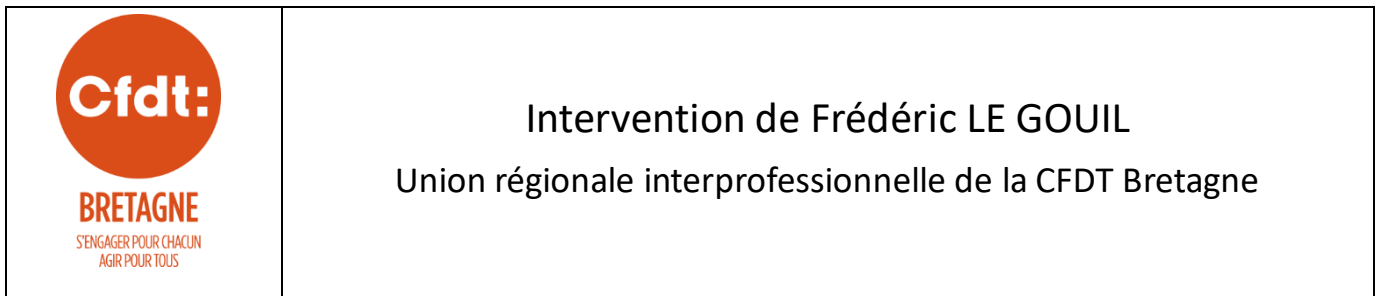 Cfdt:
BRETAGNE
S'ENGAGER POUR CHACUN
AGIR POUR TOUS
Intervention de Frédéric LE GOUIL
Union régionale interprofessionnelle de la CFDT Bretagne